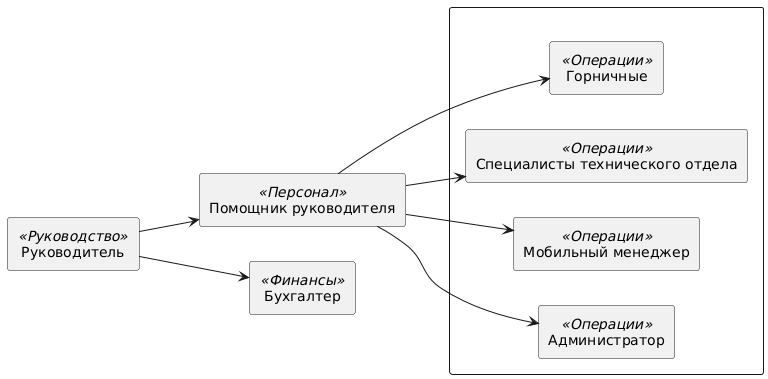 «Руководство»
Руководитель
«Персонал»
Помощник руководителя
«Финансы»
Бухгалтер
«Операции»
Горничные
«Операции»
Специалисты технического отдела
«Операции»
Мобильный менеджер
«Операции»
Администратор